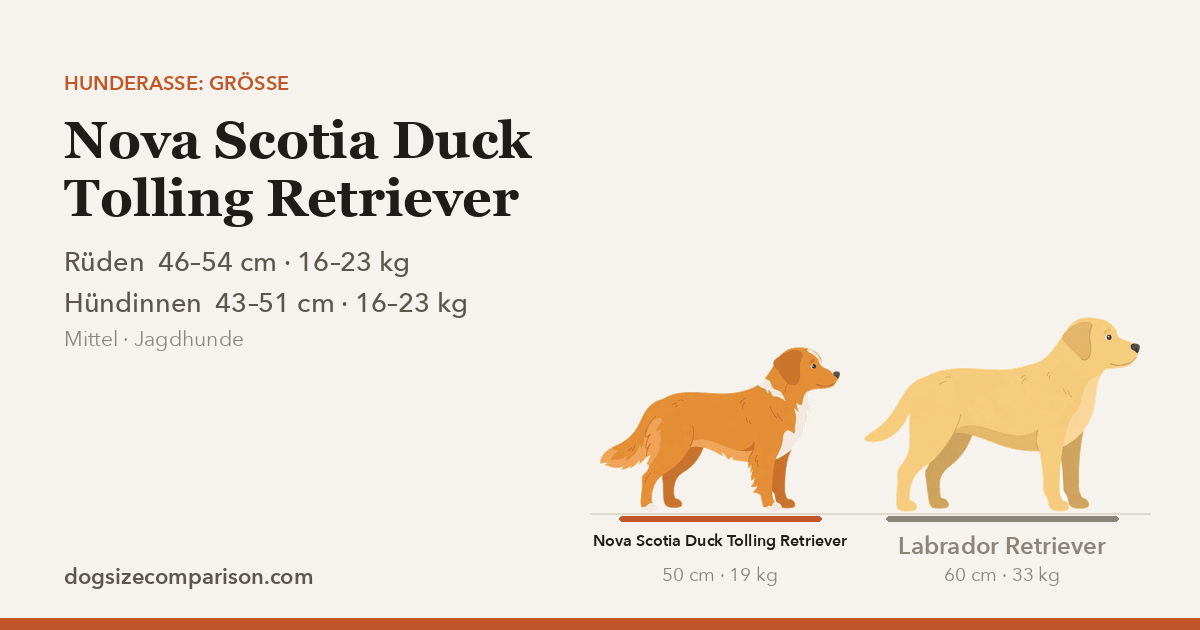 HUNDERASSE: GRÖSSE
Nova Scotia Duck
Tolling Retriever
Rüden 46–54 cm · 16–23 kg
Hündinnen 43–51 cm · 16–23 kg
Mittel · Jagdhunde
Nova Scotia Duck Tolling Retriever
50 cm · 19 kg
Labrador Retriever
60 cm · 33 kg
dogsizecomparison.com